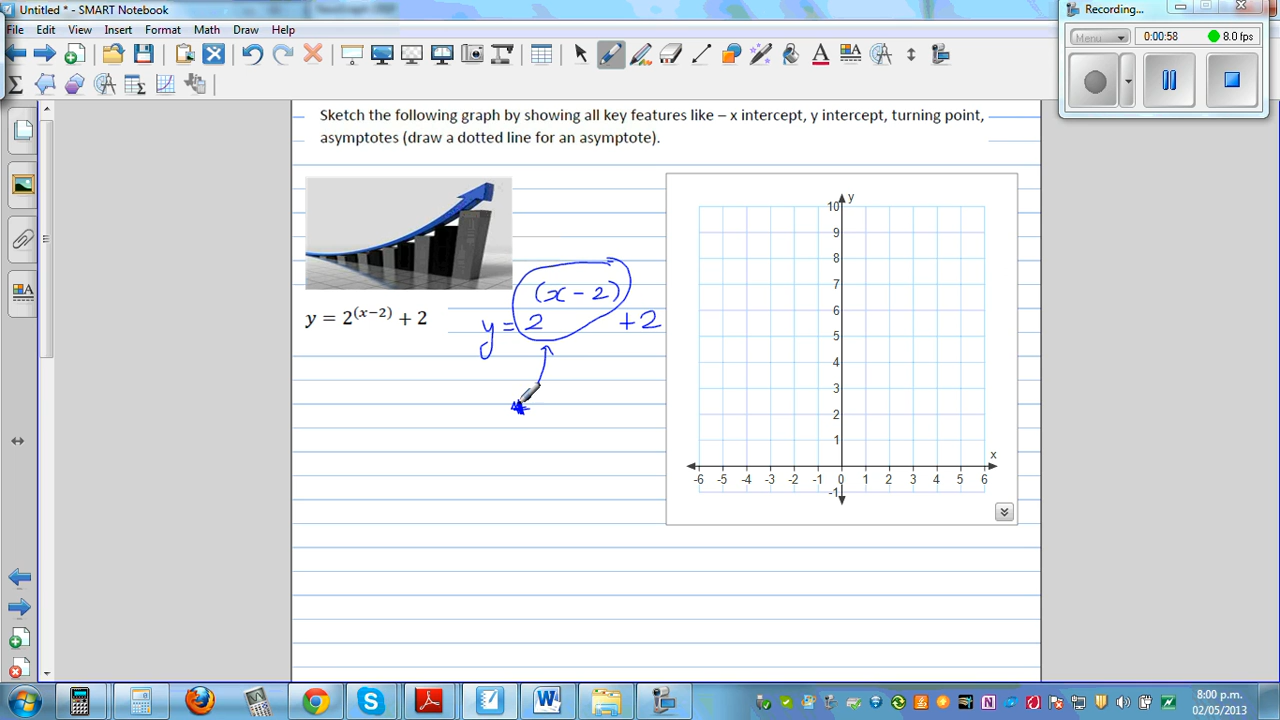 Untitled * - SMART Notebook
File Edit View Insert Format Math Draw Help
Recording...
Menu 0:00:58 8.0 fps
Sketch the following graph by showing all key features like – x intercept, y intercept, turning point,
asymptotes (draw a dotted line for an asymptote).
y = 2^(x−2) + 2
y = 2^(x - 2) + 2
y
10
9
8
7
6
5
4
3
2
1
x
-6 -5 -4 -3 -2 -1 0 1 2 3 4 5 6
-1
8:00 p.m.
02/05/2013